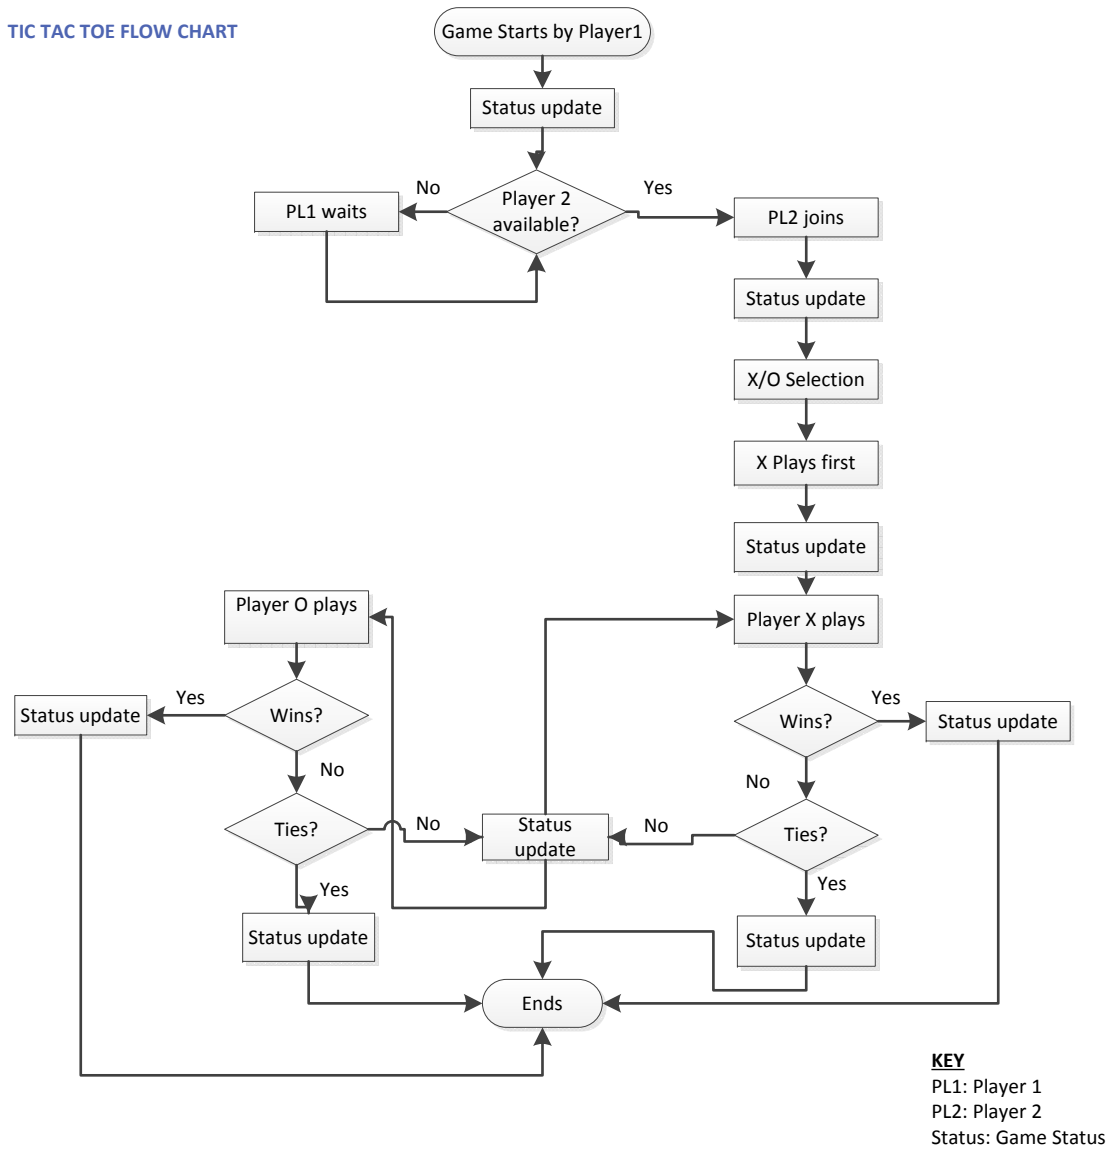 TIC TAC TOE FLOW CHART
Game Starts by Player1
Status update
No
Player 2
available?
Yes
PL1 waits
PL2 joins
Status update
X/O Selection
X Plays first
Status update
Player O plays
Player X plays
Yes
Status update
Wins?
No
Wins?
Yes
Status update
No
Ties?
No
Status
update
No
Ties?
Yes
Status update
Yes
Status update
Ends
KEY
PL1: Player 1
PL2: Player 2
Status: Game Status